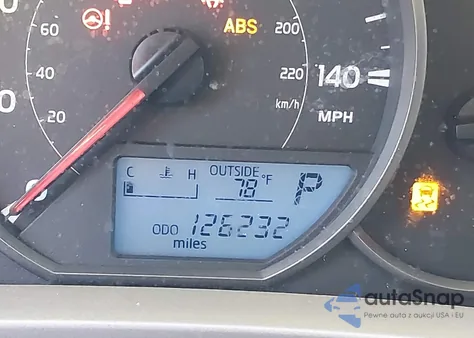 60
ABS
200
40
220
140
km/h
20
MPH
0
C H
OUTSIDE
78 °F
P
ODO 126232
miles
autoSnap
Pewne auta z aukcji USA i EU